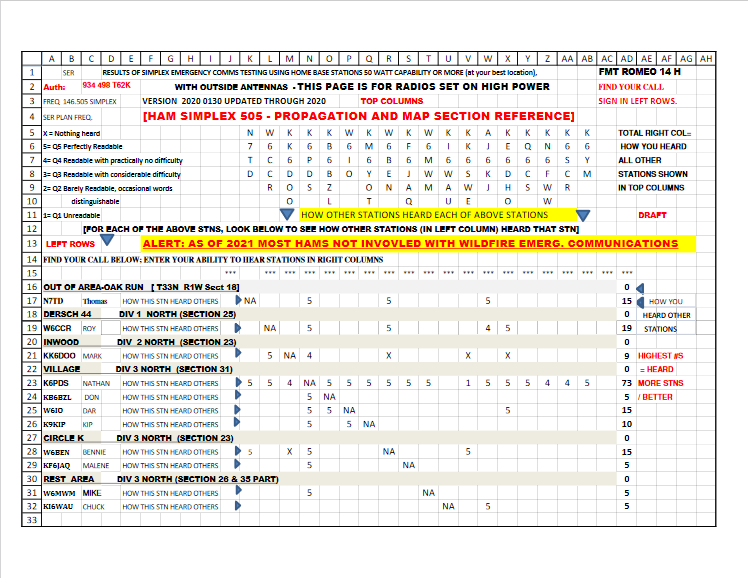 A B C D E F G H I J K L M N O P Q R S T U V W X Y Z AA AB AC AD AE AF AG AH
1 SER RESULTS OF SIMPLEX EMERGENCY COMMS TESTING USING HOME BASE STATIONS 50 WATT CAPABILITY OR MORE (at your best location), FMT ROMEO 14 H
2 Auth: 934 498 T62K WITH OUTSIDE ANTENNAS - THIS PAGE IS FOR RADIOS SET ON HIGH POWER FIND YOUR CALL
3 FREQ 146.505 SIMPLEX VERSION 2020 0130 UPDATED THROUGH 2020 TOP COLUMNS SIGN IN LEFT ROWS.
4 SER PLAN FREQ. [HAM SIMPLEX 505 - PROPAGATION AND MAP SECTION REFERENCE]
5 X = Nothing heard N W K K K W K W K W K K A K K K K TOTAL RIGHT COL=
6 5= Q5 Perfectly Readable 7 6 K 6 B 6 M 6 F 6 I K J E Q N 6 6 HOW YOU HEARD
7 4= Q4 Readable with practically no difficulty T C 6 P 6 I 6 B 6 M 6 6 6 6 6 6 S Y ALL OTHER
8 3= Q3 Readable with considerable difficulty D C D D B O Y E J W W S K D C F C M STATIONS SHOWN
9 2= Q2 Barely Readable, occasional words R O S Z O N A M A W J H S W R IN TOP COLUMNS
10 distinguishable O L T Q U E O W
11 1= Q1 Unreadable HOW OTHER STATIONS HEARD EACH OF ABOVE STATIONS DRAFT
12 [FOR EACH OF THE ABOVE STNS, LOOK BELOW TO SEE HOW OTHER STATIONS (IN LEFT COLUMN) HEARD THAT STN]
13 LEFT ROWS ALERT: AS OF 2021 MOST HAMS NOT INVOVLED WITH WILDFIRE EMERG. COMMUNICATIONS
14 FIND YOUR CALL BELOW; ENTER YOUR ABILITY TO HEAR STATIONS IN RIGHT COLUMNS
15 *** *** *** *** *** *** *** *** *** *** *** *** *** *** *** *** *** *** *** ***
16 OUT OF AREA-OAK RUN [ T33N R1W Sect 18] 0
17 N7TD Thomas HOW THIS STN HEARD OTHERS NA 5 5 5 15 HOW YOU
18 DERSCH 44 DIV 1 NORTH (SECTION 25) 0 HEARD OTHER
19 W6CCR ROY HOW THIS STN HEARD OTHERS NA 5 5 4 5 19 STATIONS
20 INWOOD DIV 2 NORTH (SECTION 23) 0
21 KK6DOO MARK HOW THIS STN HEARD OTHERS 5 NA 4 X X X 9 HIGHEST #S
22 VILLAGE DIV 3 NORTH (SECTION 31) 0 = HEARD
23 K6PDS NATHAN HOW THIS STN HEARD OTHERS 5 5 4 NA 5 5 5 5 5 5 1 5 5 5 4 4 5 73 MORE STNS
24 KB6BZL DON HOW THIS STN HEARD OTHERS 5 NA 5 / BETTER
25 W6IO DAR HOW THIS STN HEARD OTHERS 5 5 NA 5 15
26 K9KIP KIP HOW THIS STN HEARD OTHERS 5 5 NA 10
27 CIRCLE K DIV 3 NORTH (SECTION 23) 0
28 W6BEN BENNIE HOW THIS STN HEARD OTHERS 5 X 5 NA 5 15
29 KF6JAQ MALENE HOW THIS STN HEARD OTHERS 5 NA 5
30 REST AREA DIV 3 NORTH (SECTION 26 & 35 PART) 0
31 W6MWM MIKE HOW THIS STN HEARD OTHERS 5 NA 5
32 KI6WAU CHUCK HOW THIS STN HEARD OTHERS NA 5 5
33